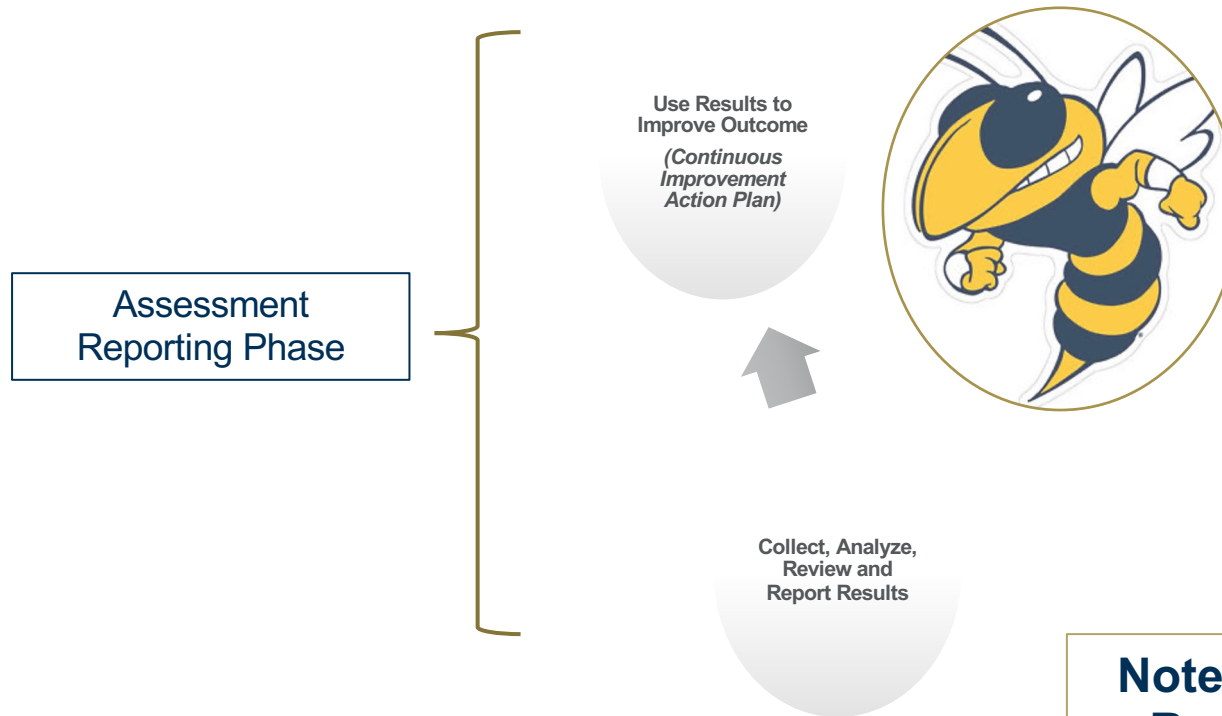 Use Results to
Improve Outcome
(Continuous
Improvement
Action Plan)
Assessment
Reporting Phase
Collect, Analyze,
Review and
Report Results
Note